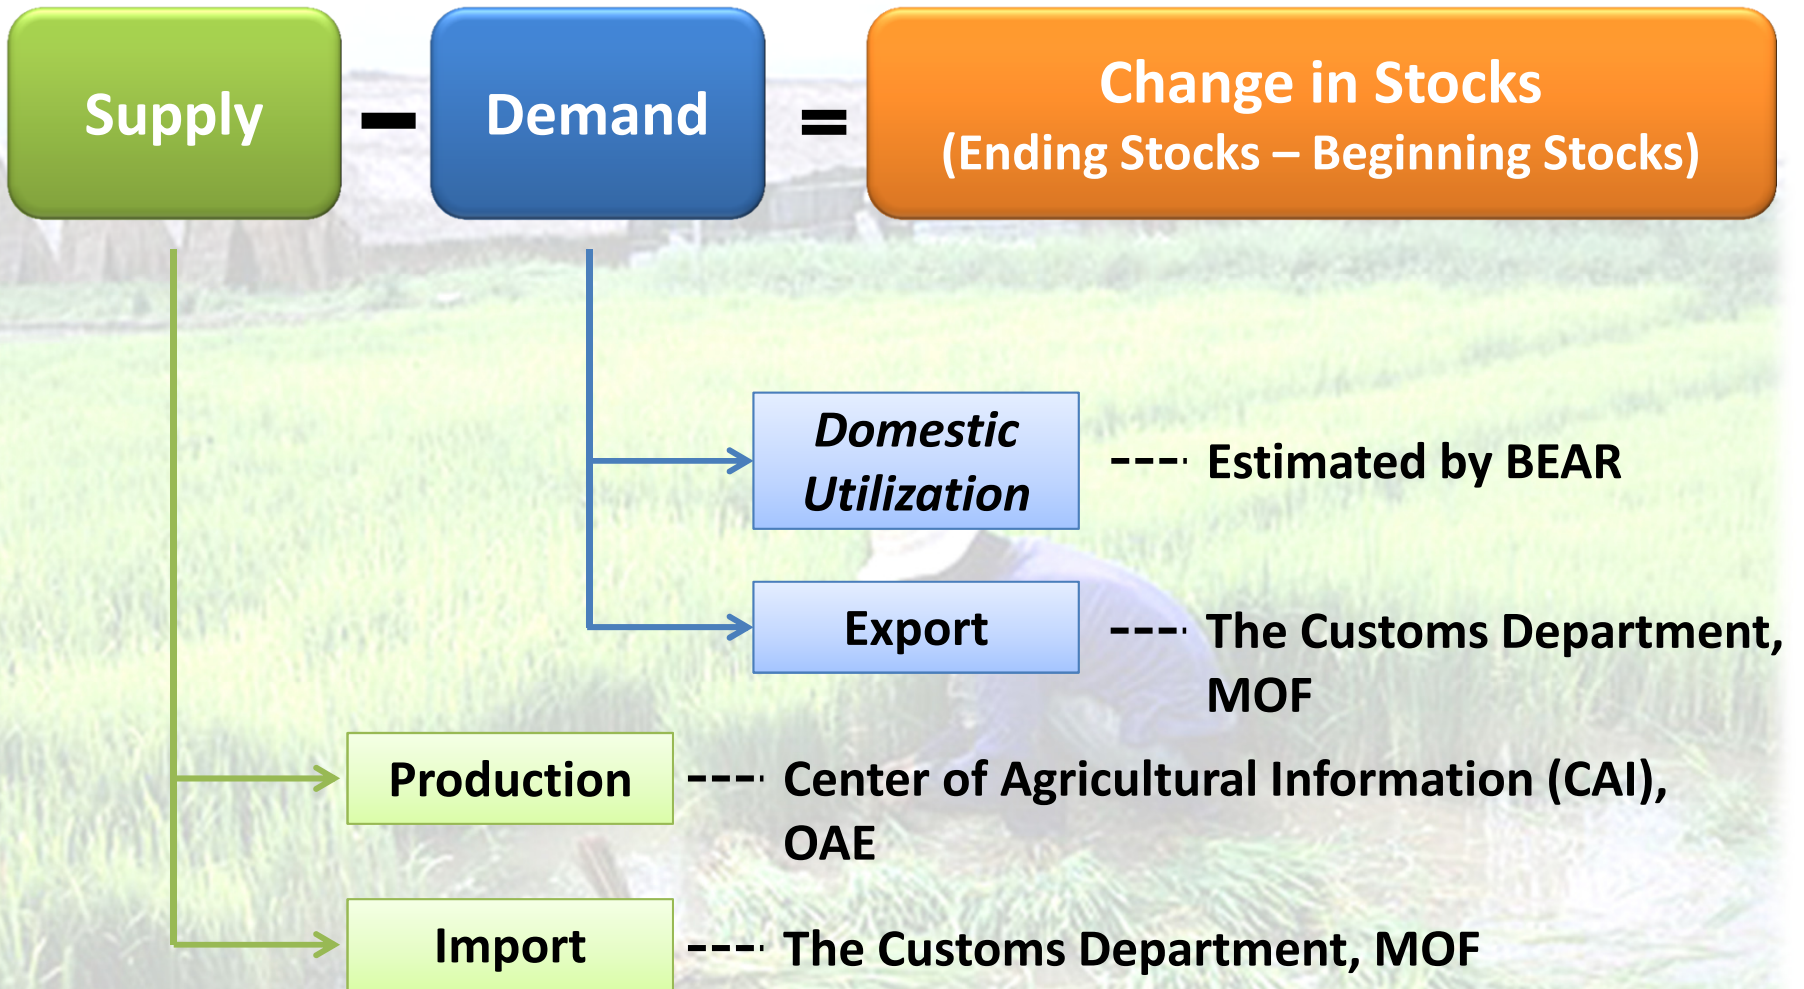 Supply
–
Demand
=
Change in Stocks
(Ending Stocks – Beginning Stocks)
Domestic
Utilization
--- Estimated by BEAR
Export
--- The Customs Department,
MOF
Production
--- Center of Agricultural Information (CAI),
OAE
Import
--- The Customs Department, MOF